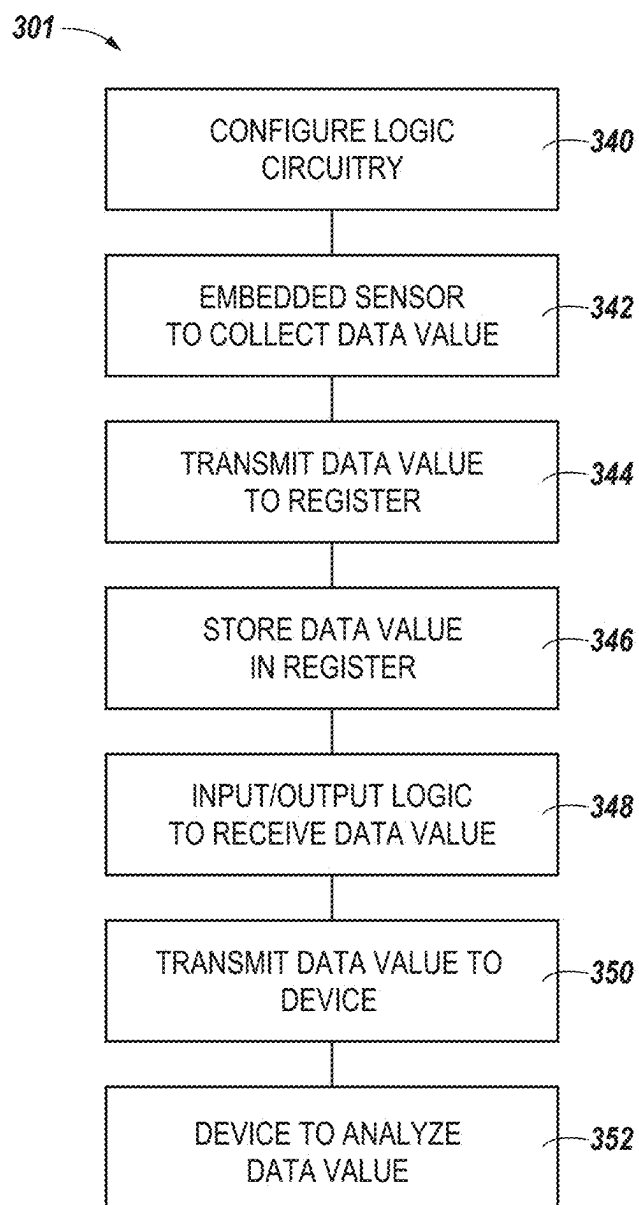 301
CONFIGURE LOGIC
CIRCUITRY
340
EMBEDDED SENSOR
TO COLLECT DATA VALUE
342
TRANSMIT DATA VALUE
TO REGISTER
344
STORE DATA VALUE
IN REGISTER
346
INPUT/OUTPUT LOGIC
TO RECEIVE DATA VALUE
348
TRANSMIT DATA VALUE TO
DEVICE
350
DEVICE TO ANALYZE
DATA VALUE
352